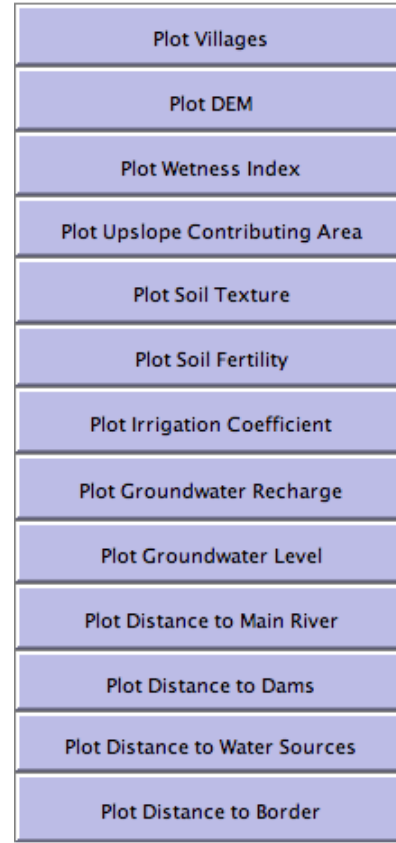 Plot Villages
Plot DEM
Plot Wetness Index
Plot Upslope Contributing Area
Plot Soil Texture
Plot Soil Fertility
Plot Irrigation Coefficient
Plot Groundwater Recharge
Plot Groundwater Level
Plot Distance to Main River
Plot Distance to Dams
Plot Distance to Water Sources
Plot Distance to Border